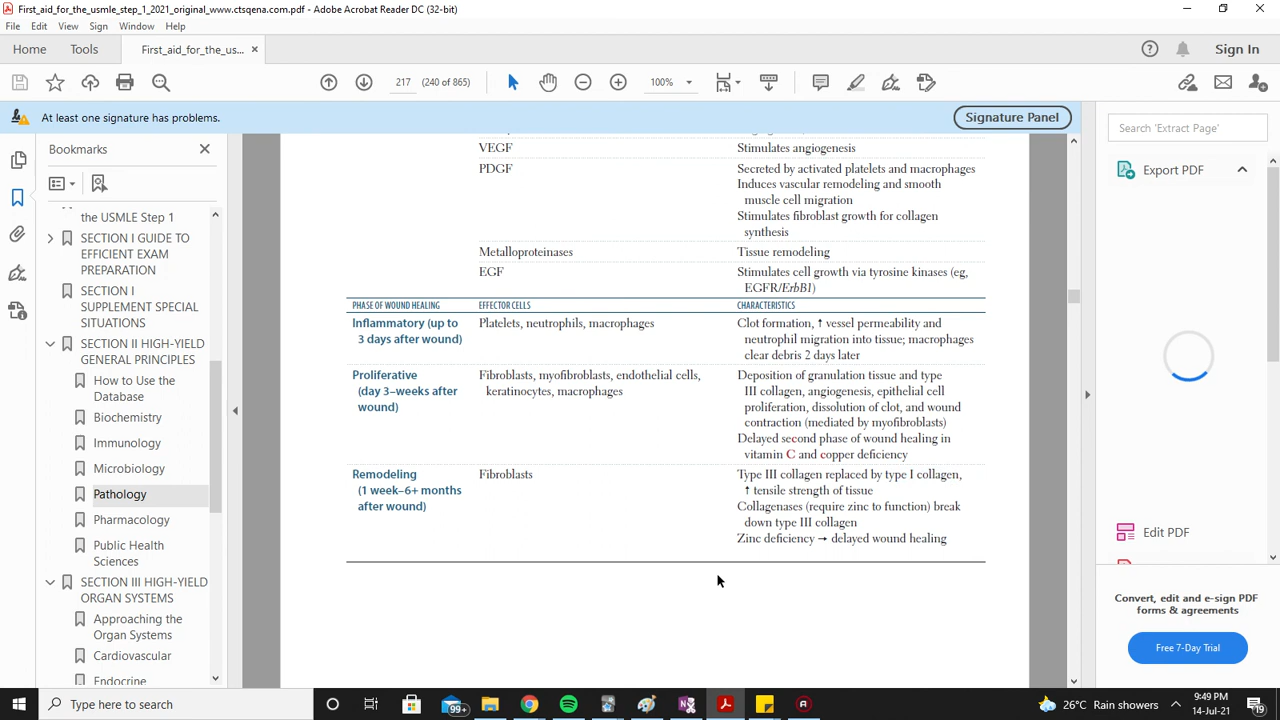 First_aid_for_the_usmle_step_1_2021_original_www.ctsqena.com.pdf - Adobe Acrobat Reader DC (32-bit)
File Edit View Sign Window Help
Home Tools First_aid_for_the_us... × Sign In
217 (240 of 865) 100%
At least one signature has problems. Signature Panel
Bookmarks
the USMLE Step 1
SECTION I GUIDE TO
EFFICIENT EXAM
PREPARATION
SECTION I
SUPPLEMENT SPECIAL
SITUATIONS
SECTION II HIGH-YIELD
GENERAL PRINCIPLES
How to Use the
Database
Biochemistry
Immunology
Microbiology
Pathology
Pharmacology
Public Health
Sciences
SECTION III HIGH-YIELD
ORGAN SYSTEMS
Approaching the
Organ Systems
Cardiovascular
Endocrine
VEGF Stimulates angiogenesis
PDGF Secreted by activated platelets and macrophages
Induces vascular remodeling and smooth
muscle cell migration
Stimulates fibroblast growth for collagen
synthesis
Metalloproteinases Tissue remodeling
EGF Stimulates cell growth via tyrosine kinases (eg,
EGFR/ErbB1)
PHASE OF WOUND HEALING EFFECTOR CELLS CHARACTERISTICS
Inflammatory (up to Platelets, neutrophils, macrophages Clot formation, ↑ vessel permeability and
3 days after wound) neutrophil migration into tissue; macrophages
clear debris 2 days later
Proliferative Fibroblasts, myofibroblasts, endothelial cells, Deposition of granulation tissue and type
(day 3–weeks after keratinocytes, macrophages III collagen, angiogenesis, epithelial cell
wound) proliferation, dissolution of clot, and wound
contraction (mediated by myofibroblasts)
Delayed second phase of wound healing in
vitamin C and copper deficiency
Remodeling Fibroblasts Type III collagen replaced by type I collagen,
(1 week–6+ months ↑ tensile strength of tissue
after wound) Collagenases (require zinc to function) break
down type III collagen
Zinc deficiency → delayed wound healing
Search 'Extract Page'
Export PDF
Edit PDF
Convert, edit and e-sign PDF
forms & agreements
Free 7-Day Trial
Type here to search 99+ 26°C Rain showers 9:49 PM
14-Jul-21 19